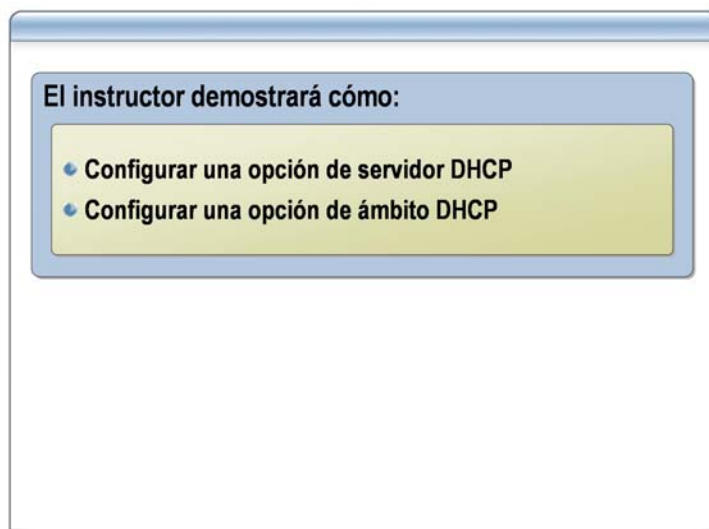 El instructor demostrará cómo:
Configurar una opción de servidor DHCP
Configurar una opción de ámbito DHCP